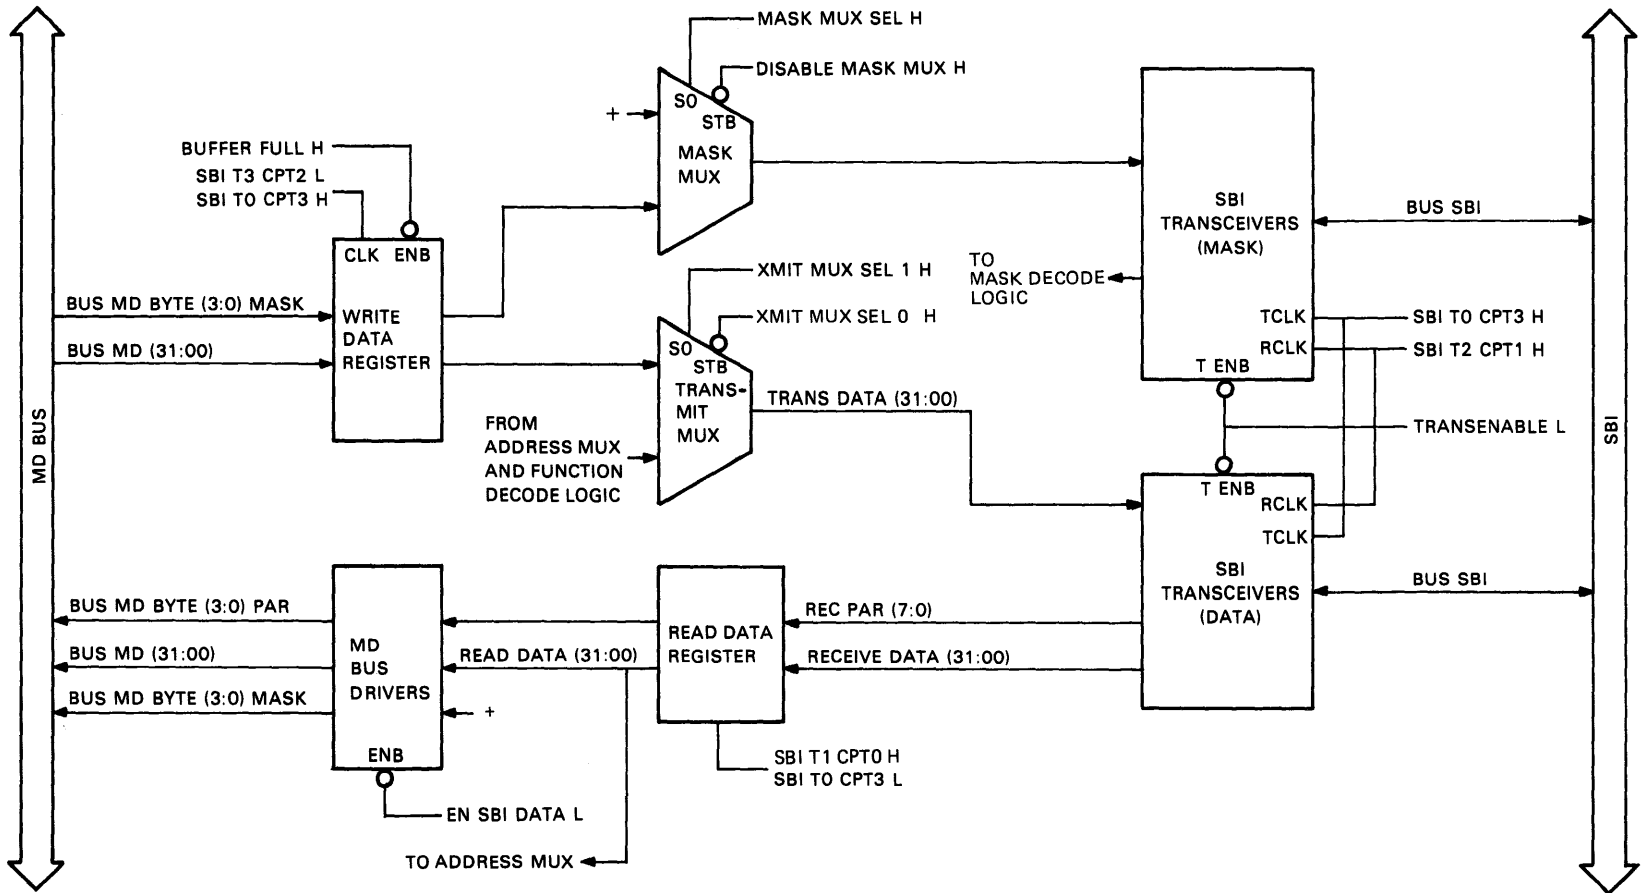 MASK MUX SEL H
DISABLE MASK MUX H
S0
STB
MASK
MUX
+
BUFFER FULL H
SBI T3 CPT2 L
SBI T0 CPT3 H
CLK ENB
WRITE
DATA
REGISTER
BUS MD BYTE (3:0) MASK
BUS MD (31:00)
MD BUS
XMIT MUX SEL 1 H
XMIT MUX SEL 0 H
S0
STB
TRANS-
MIT
MUX
FROM
ADDRESS MUX
AND FUNCTION
DECODE LOGIC
TRANS DATA (31:00)
SBI
TRANSCEIVERS
(MASK)
TO
MASK DECODE
LOGIC
TCLK
RCLK
T ENB
BUS SBI
SBI T0 CPT3 H
SBI T2 CPT1 H
TRANSENABLE L
SBI
T ENB
RCLK
TCLK
SBI
TRANSCEIVERS
(DATA)
BUS SBI
BUS MD BYTE (3:0) PAR
BUS MD (31:00)
BUS MD BYTE (3:0) MASK
MD
BUS
DRIVERS
ENB
READ DATA (31:00)
+
READ DATA
REGISTER
REC PAR (7:0)
RECEIVE DATA (31:00)
SBI T1 CPT0 H
SBI T0 CPT3 L
EN SBI DATA L
TO ADDRESS MUX